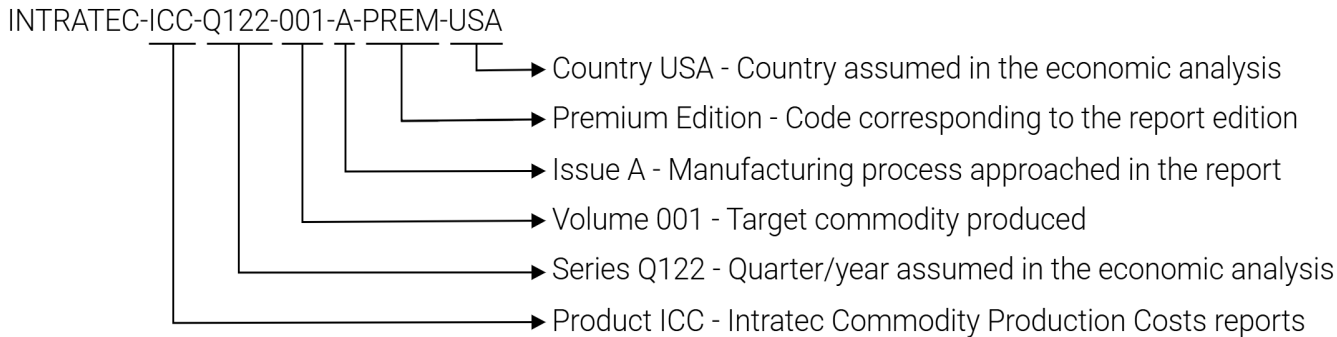 INTRATEC-ICC-Q122-001-A-PREM-USA
Country USA - Country assumed in the economic analysis
Premium Edition - Code corresponding to the report edition
Issue A - Manufacturing process approached in the report
Volume 001 - Target commodity produced
Series Q122 - Quarter/year assumed in the economic analysis
Product ICC - Intratec Commodity Production Costs reports